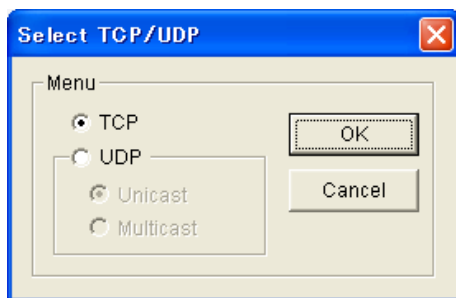 Select TCP/UDP
Menu
TCP
OK
UDP
Unicast
Cancel
Multicast